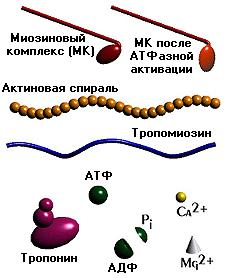 Миозиновый
комплекс (МК)
МК после
АТФазной
активации
Актиновая спираль
Тропомиозин
АТФ
Pi
Ca2+
Тропонин
АДФ
Mg2+